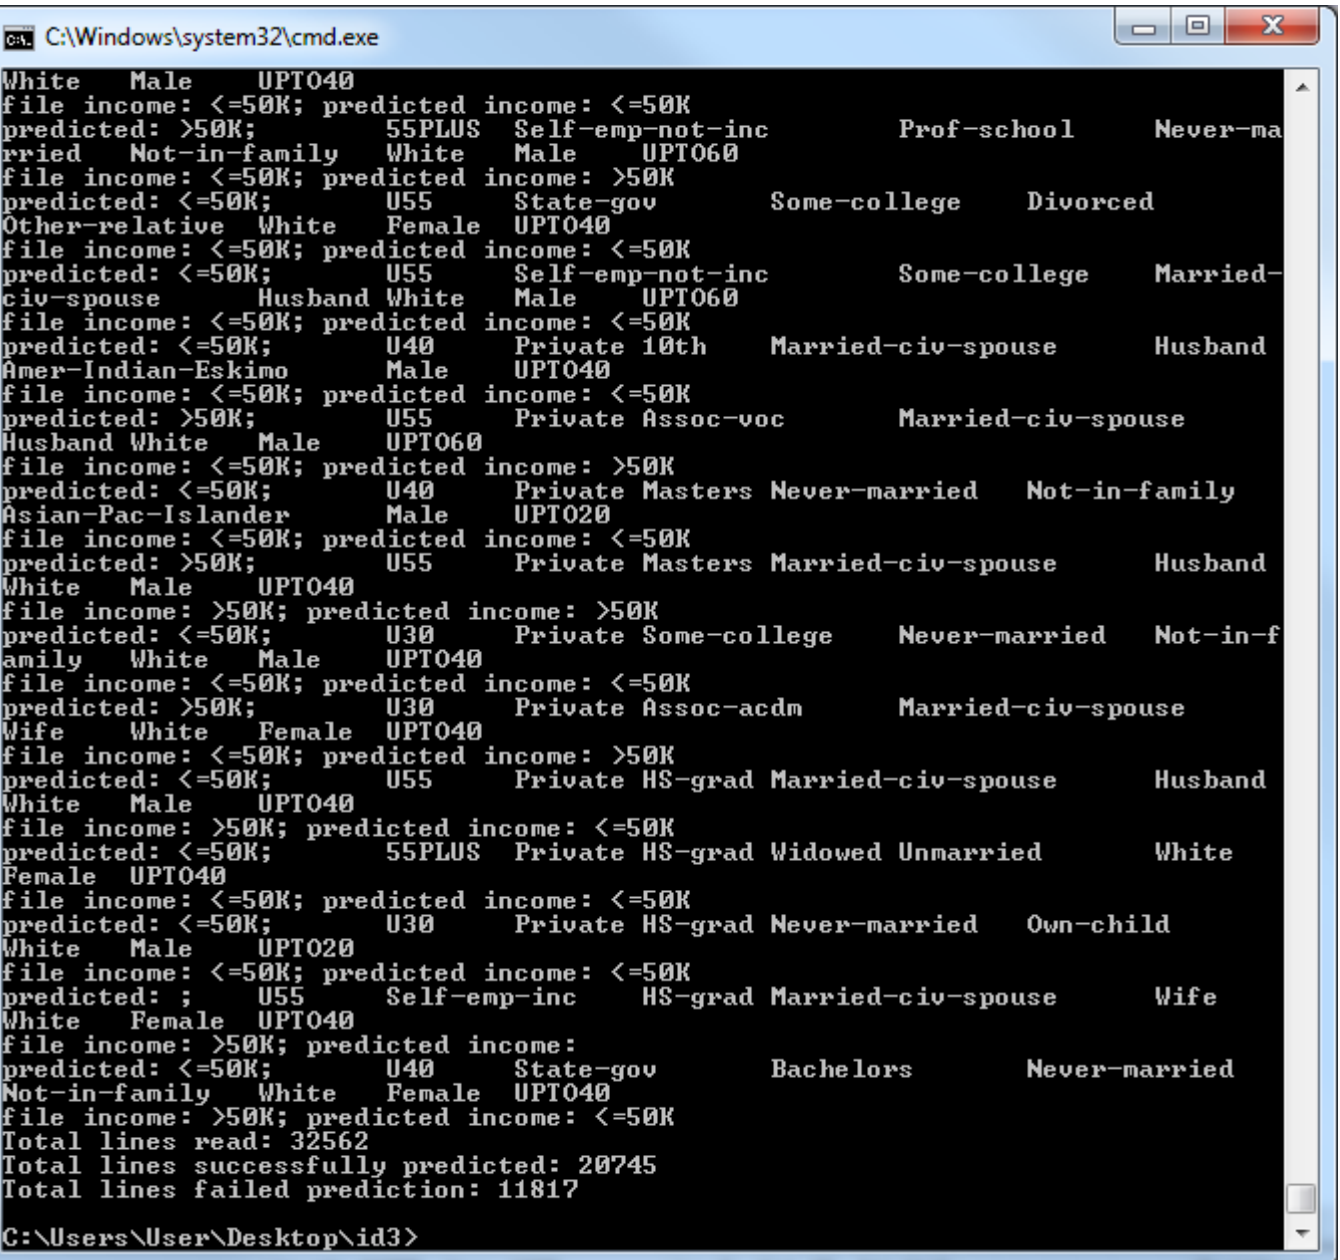 C:\Windows\system32\cmd.exe
White Male UPTO40
file income: <=50K; predicted income: <=50K
predicted: >50K; 55PLUS Self-emp-not-inc Prof-school Never-ma
rried Not-in-family White Male UPTO60
file income: <=50K; predicted income: >50K
predicted: <=50K; U55 State-gov Some-college Divorced
Other-relative White Female UPTO40
file income: <=50K; predicted income: <=50K
predicted: <=50K; U55 Self-emp-not-inc Some-college Married-
civ-spouse Husband White Male UPTO60
file income: <=50K; predicted income: <=50K
predicted: <=50K; U40 Private 10th Married-civ-spouse Husband
Amer-Indian-Eskimo Male UPTO40
file income: <=50K; predicted income: <=50K
predicted: >50K; U55 Private Assoc-voc Married-civ-spouse
Husband White Male UPTO60
file income: <=50K; predicted income: >50K
predicted: <=50K; U40 Private Masters Never-married Not-in-family
Asian-Pac-Islander Male UPTO20
file income: <=50K; predicted income: <=50K
predicted: >50K; U55 Private Masters Married-civ-spouse Husband
White Male UPTO40
file income: >50K; predicted income: >50K
predicted: <=50K; U30 Private Some-college Never-married Not-in-f
amily White Male UPTO40
file income: <=50K; predicted income: <=50K
predicted: >50K; U30 Private Assoc-acdm Married-civ-spouse
Wife White Female UPTO40
file income: <=50K; predicted income: >50K
predicted: <=50K; U55 Private HS-grad Married-civ-spouse Husband
White Male UPTO40
file income: >50K; predicted income: <=50K
predicted: <=50K; 55PLUS Private HS-grad Widowed Unmarried White
Female UPTO40
file income: <=50K; predicted income: <=50K
predicted: <=50K; U30 Private HS-grad Never-married Own-child
White Male UPTO20
file income: <=50K; predicted income: <=50K
predicted: ; U55 Self-emp-inc HS-grad Married-civ-spouse Wife
White Female UPTO40
file income: >50K; predicted income:
predicted: <=50K; U40 State-gov Bachelors Never-married
Not-in-family White Female UPTO40
file income: >50K; predicted income: <=50K
Total lines read: 32562
Total lines successfully predicted: 20745
Total lines failed prediction: 11817
C:\Users\User\Desktop\id3>